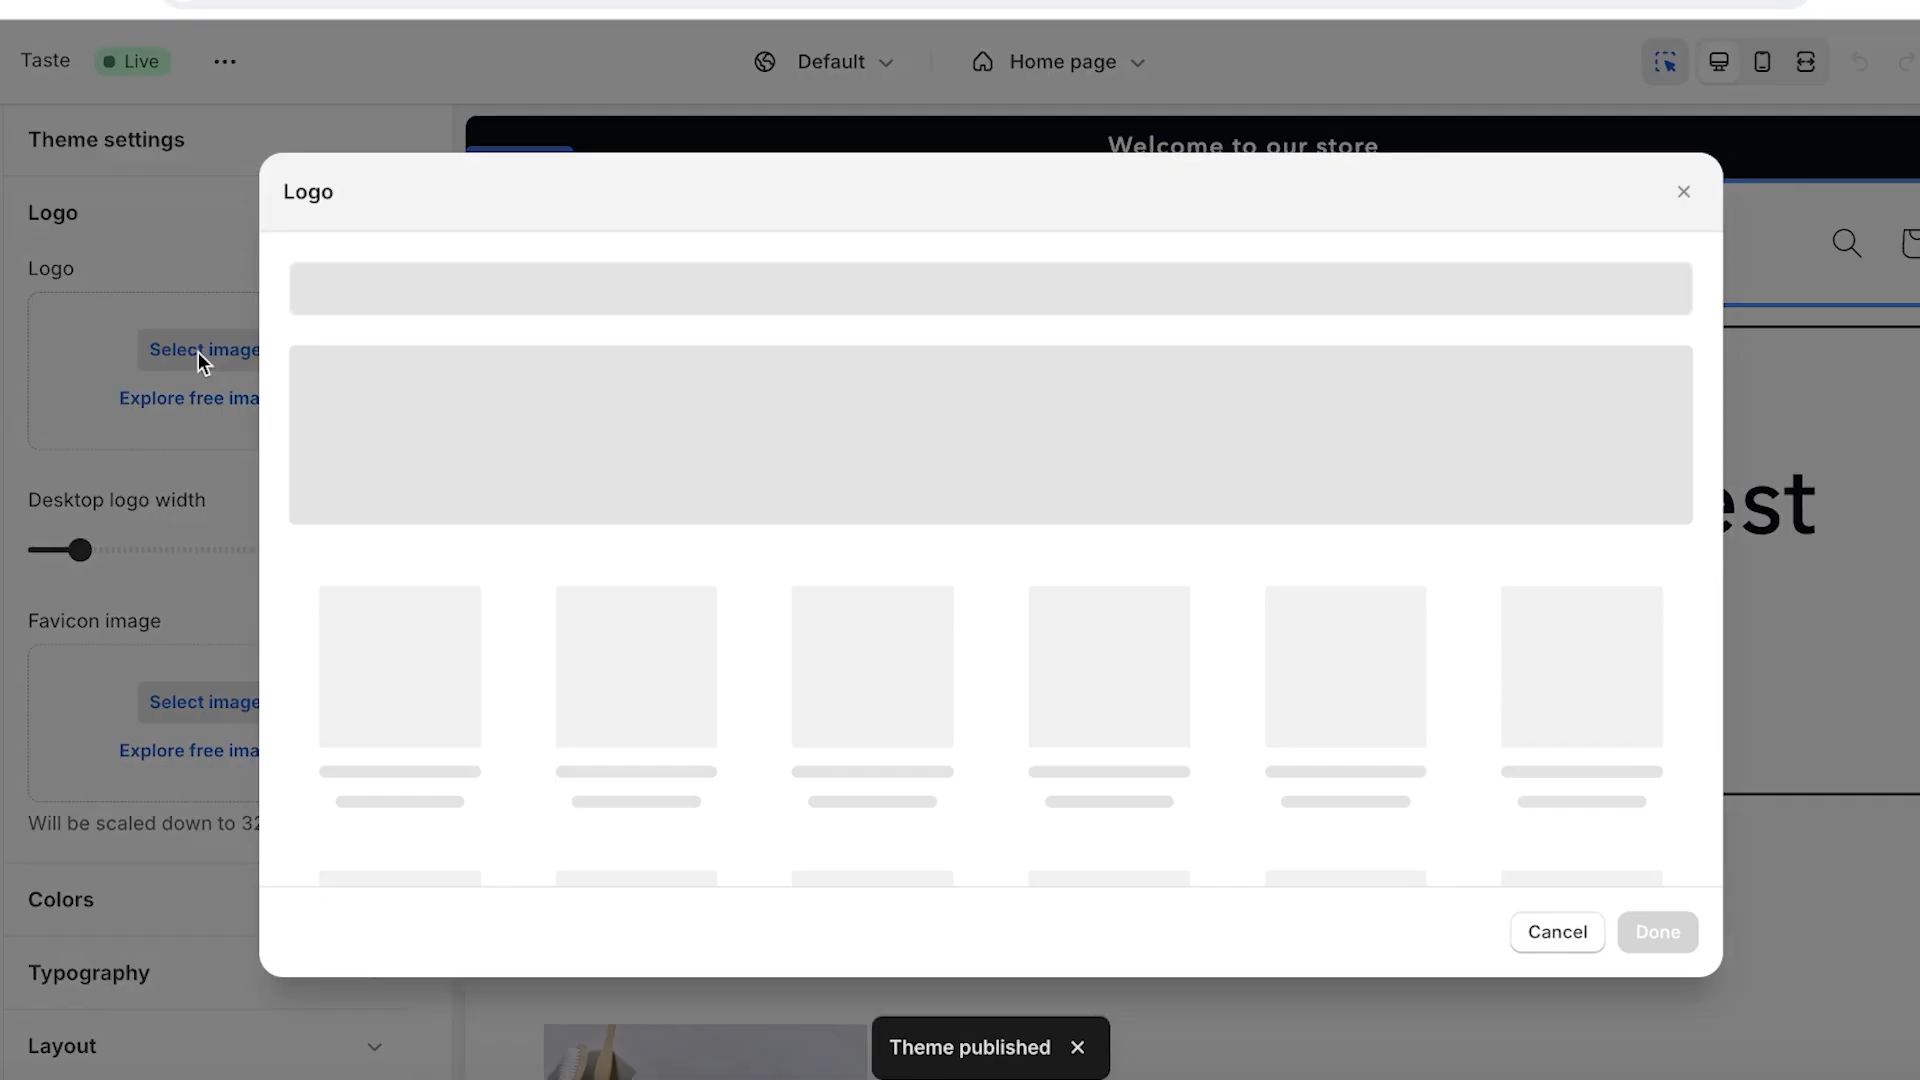 Taste
Live
Default
Home page
Theme settings
Welcome to our store
Logo
Logo
Logo
Select image
Explore free ima
Desktop logo width
est
Favicon image
Select image
Explore free ima
Will be scaled down to 32
Colors
Cancel
Done
Typography
Layout
Theme published